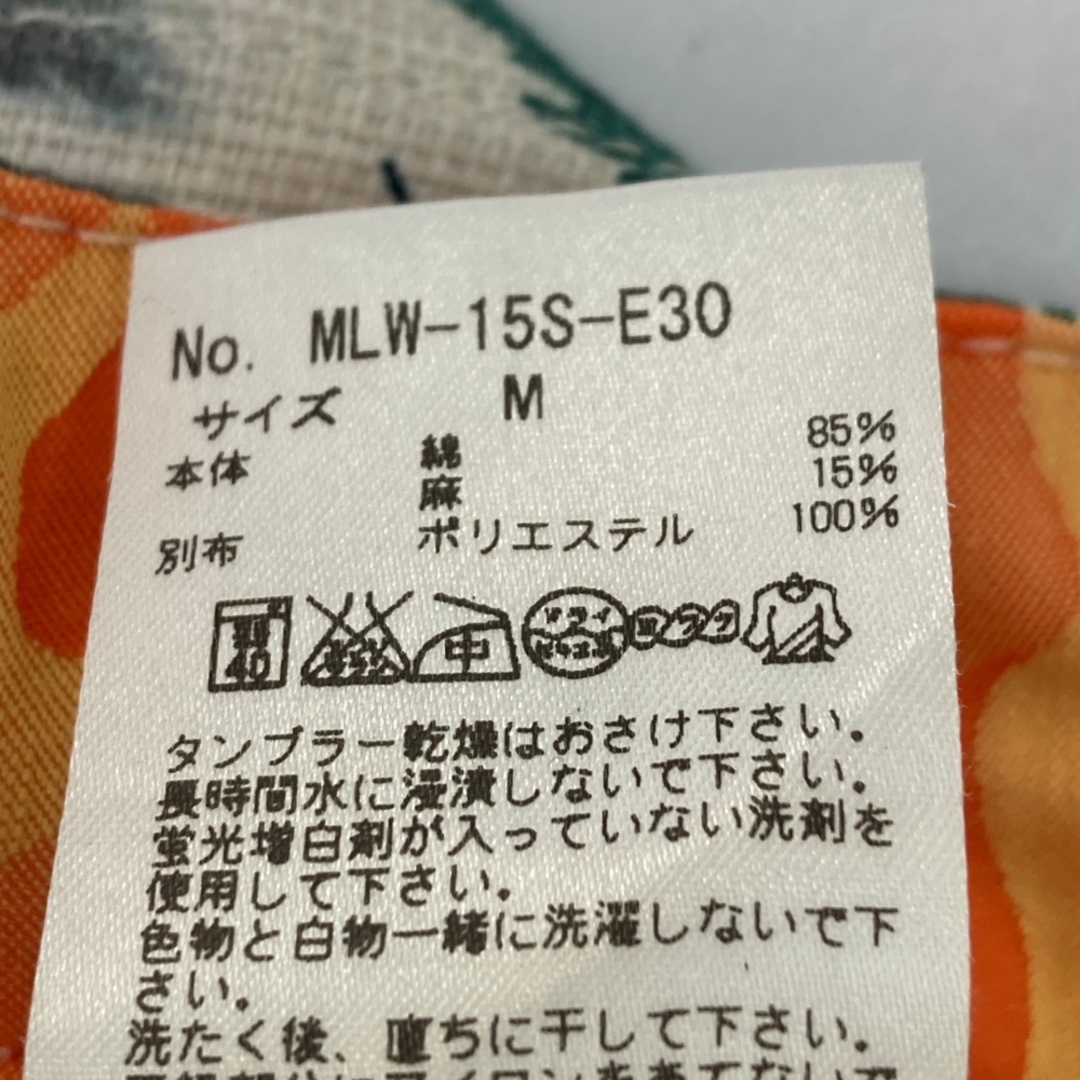 No. MLW-15S-E30
サイズ M
本体 綿 85%
麻 15%
別布 ポリエステル 100%
40 中 ドライ
タンブラー乾燥はおさけ下さい。
長時間水に浸漬しないで下さい。
蛍光増白剤が入っていない洗剤を
使用して下さい。
色物と白物一緒に洗濯しないで下
さい。
洗たく後、直ちに干して下さい。